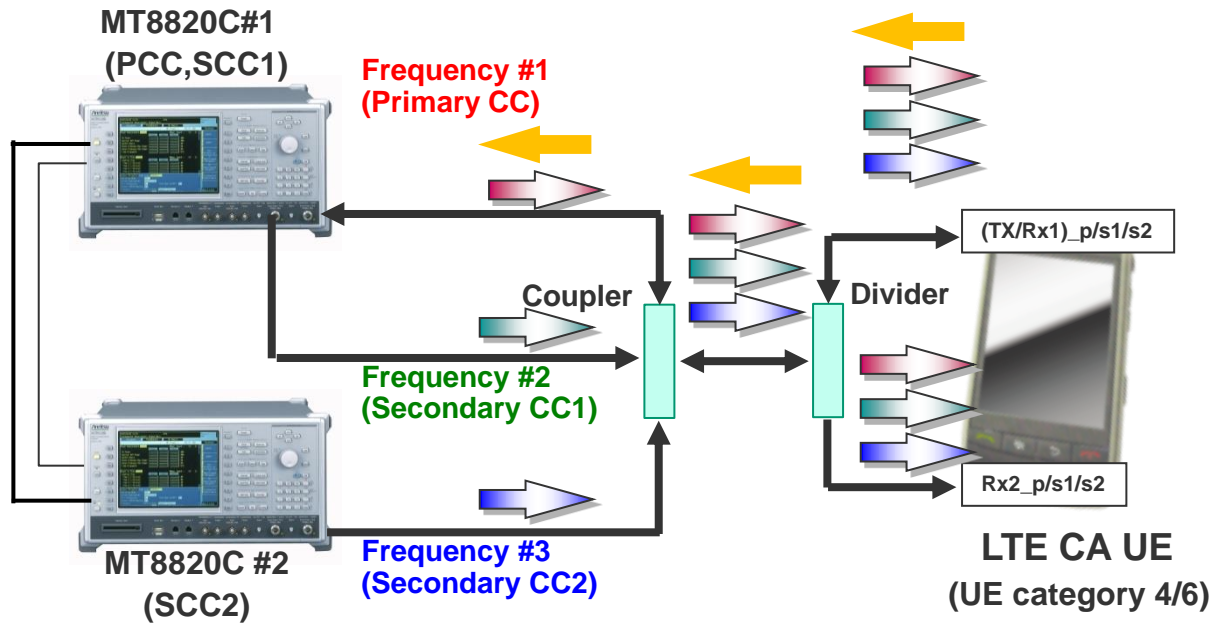 MT8820C#1
(PCC,SCC1)
Frequency #1
(Primary CC)
(TX/Rx1)_p/s1/s2
Coupler
Divider
Frequency #2
(Secondary CC1)
Rx2_p/s1/s2
MT8820C #2
(SCC2)
Frequency #3
(Secondary CC2)
LTE CA UE
(UE category 4/6)